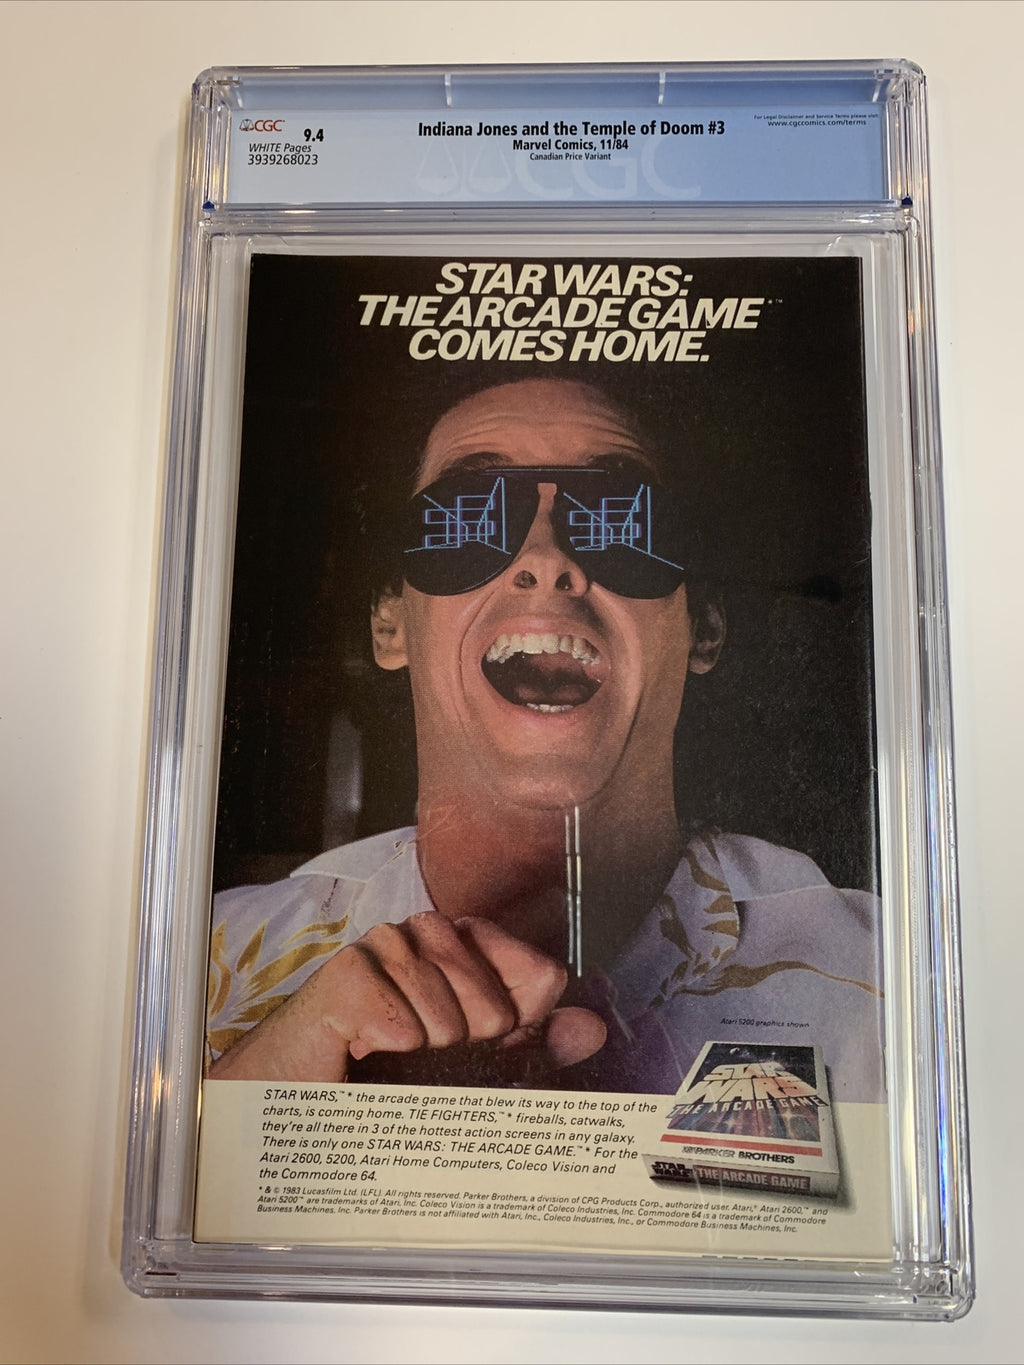 CGC 9.4
WHITE Pages
3939268023
Indiana Jones and the Temple of Doom #3
Marvel Comics, 11/84
Canadian Price Variant
For Legal Disclaimer and Service Terms please visit:
www.cgccomics.com/terms
CGC
STAR WARS:
THE ARCADE GAME*™
COMES HOME.
Atari 5200 graphics shown
STAR WARS
THE ARCADE GAME
PARKER BROTHERS
STAR WARS THE ARCADE GAME
STAR WARS,™* the arcade game that blew its way to the top of the
charts, is coming home. TIE FIGHTERS,™* fireballs, catwalks,
they're all there in 3 of the hottest action screens in any galaxy.
There is only one STAR WARS: THE ARCADE GAME.™* For the
Atari 2600, 5200, Atari Home Computers, Coleco Vision and
the Commodore 64.
* & © 1983 Lucasfilm Ltd. (LFL). All rights reserved. Parker Brothers, a division of CPG Products Corp., authorized user. Atari,® Atari 2600,™ and
Atari 5200™ are trademarks of Atari, Inc. Coleco Vision is a trademark of Coleco Industries, Inc. Commodore 64 is a trademark of Commodore
Business Machines, Inc. Parker Brothers is not affiliated with Atari, Inc., Coleco Industries, Inc., or Commodore Business Machines, Inc.